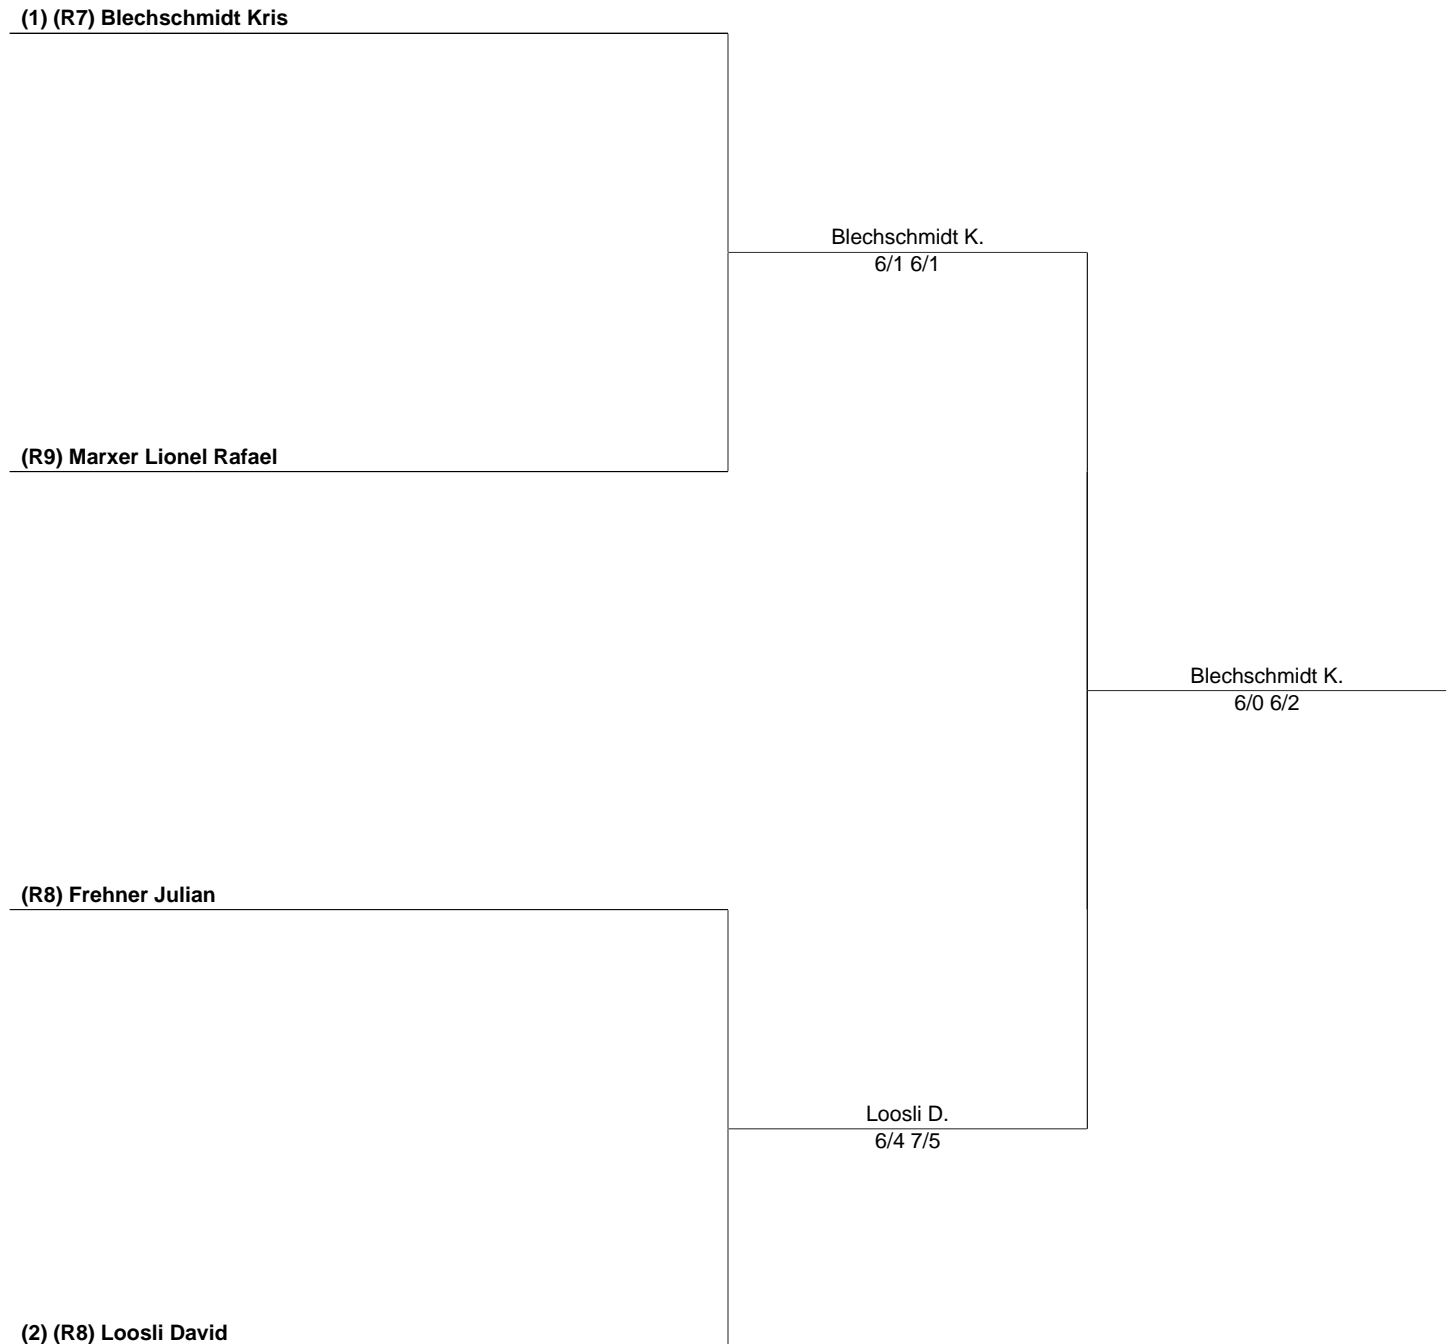 (1) (R7) Blechschmidt Kris
Blechschmidt K.
6/1 6/1
(R9) Marxer Lionel Rafael
Blechschmidt K.
6/0 6/2
(R8) Frehner Julian
Loosli D.
6/4 7/5
(2) (R8) Loosli David